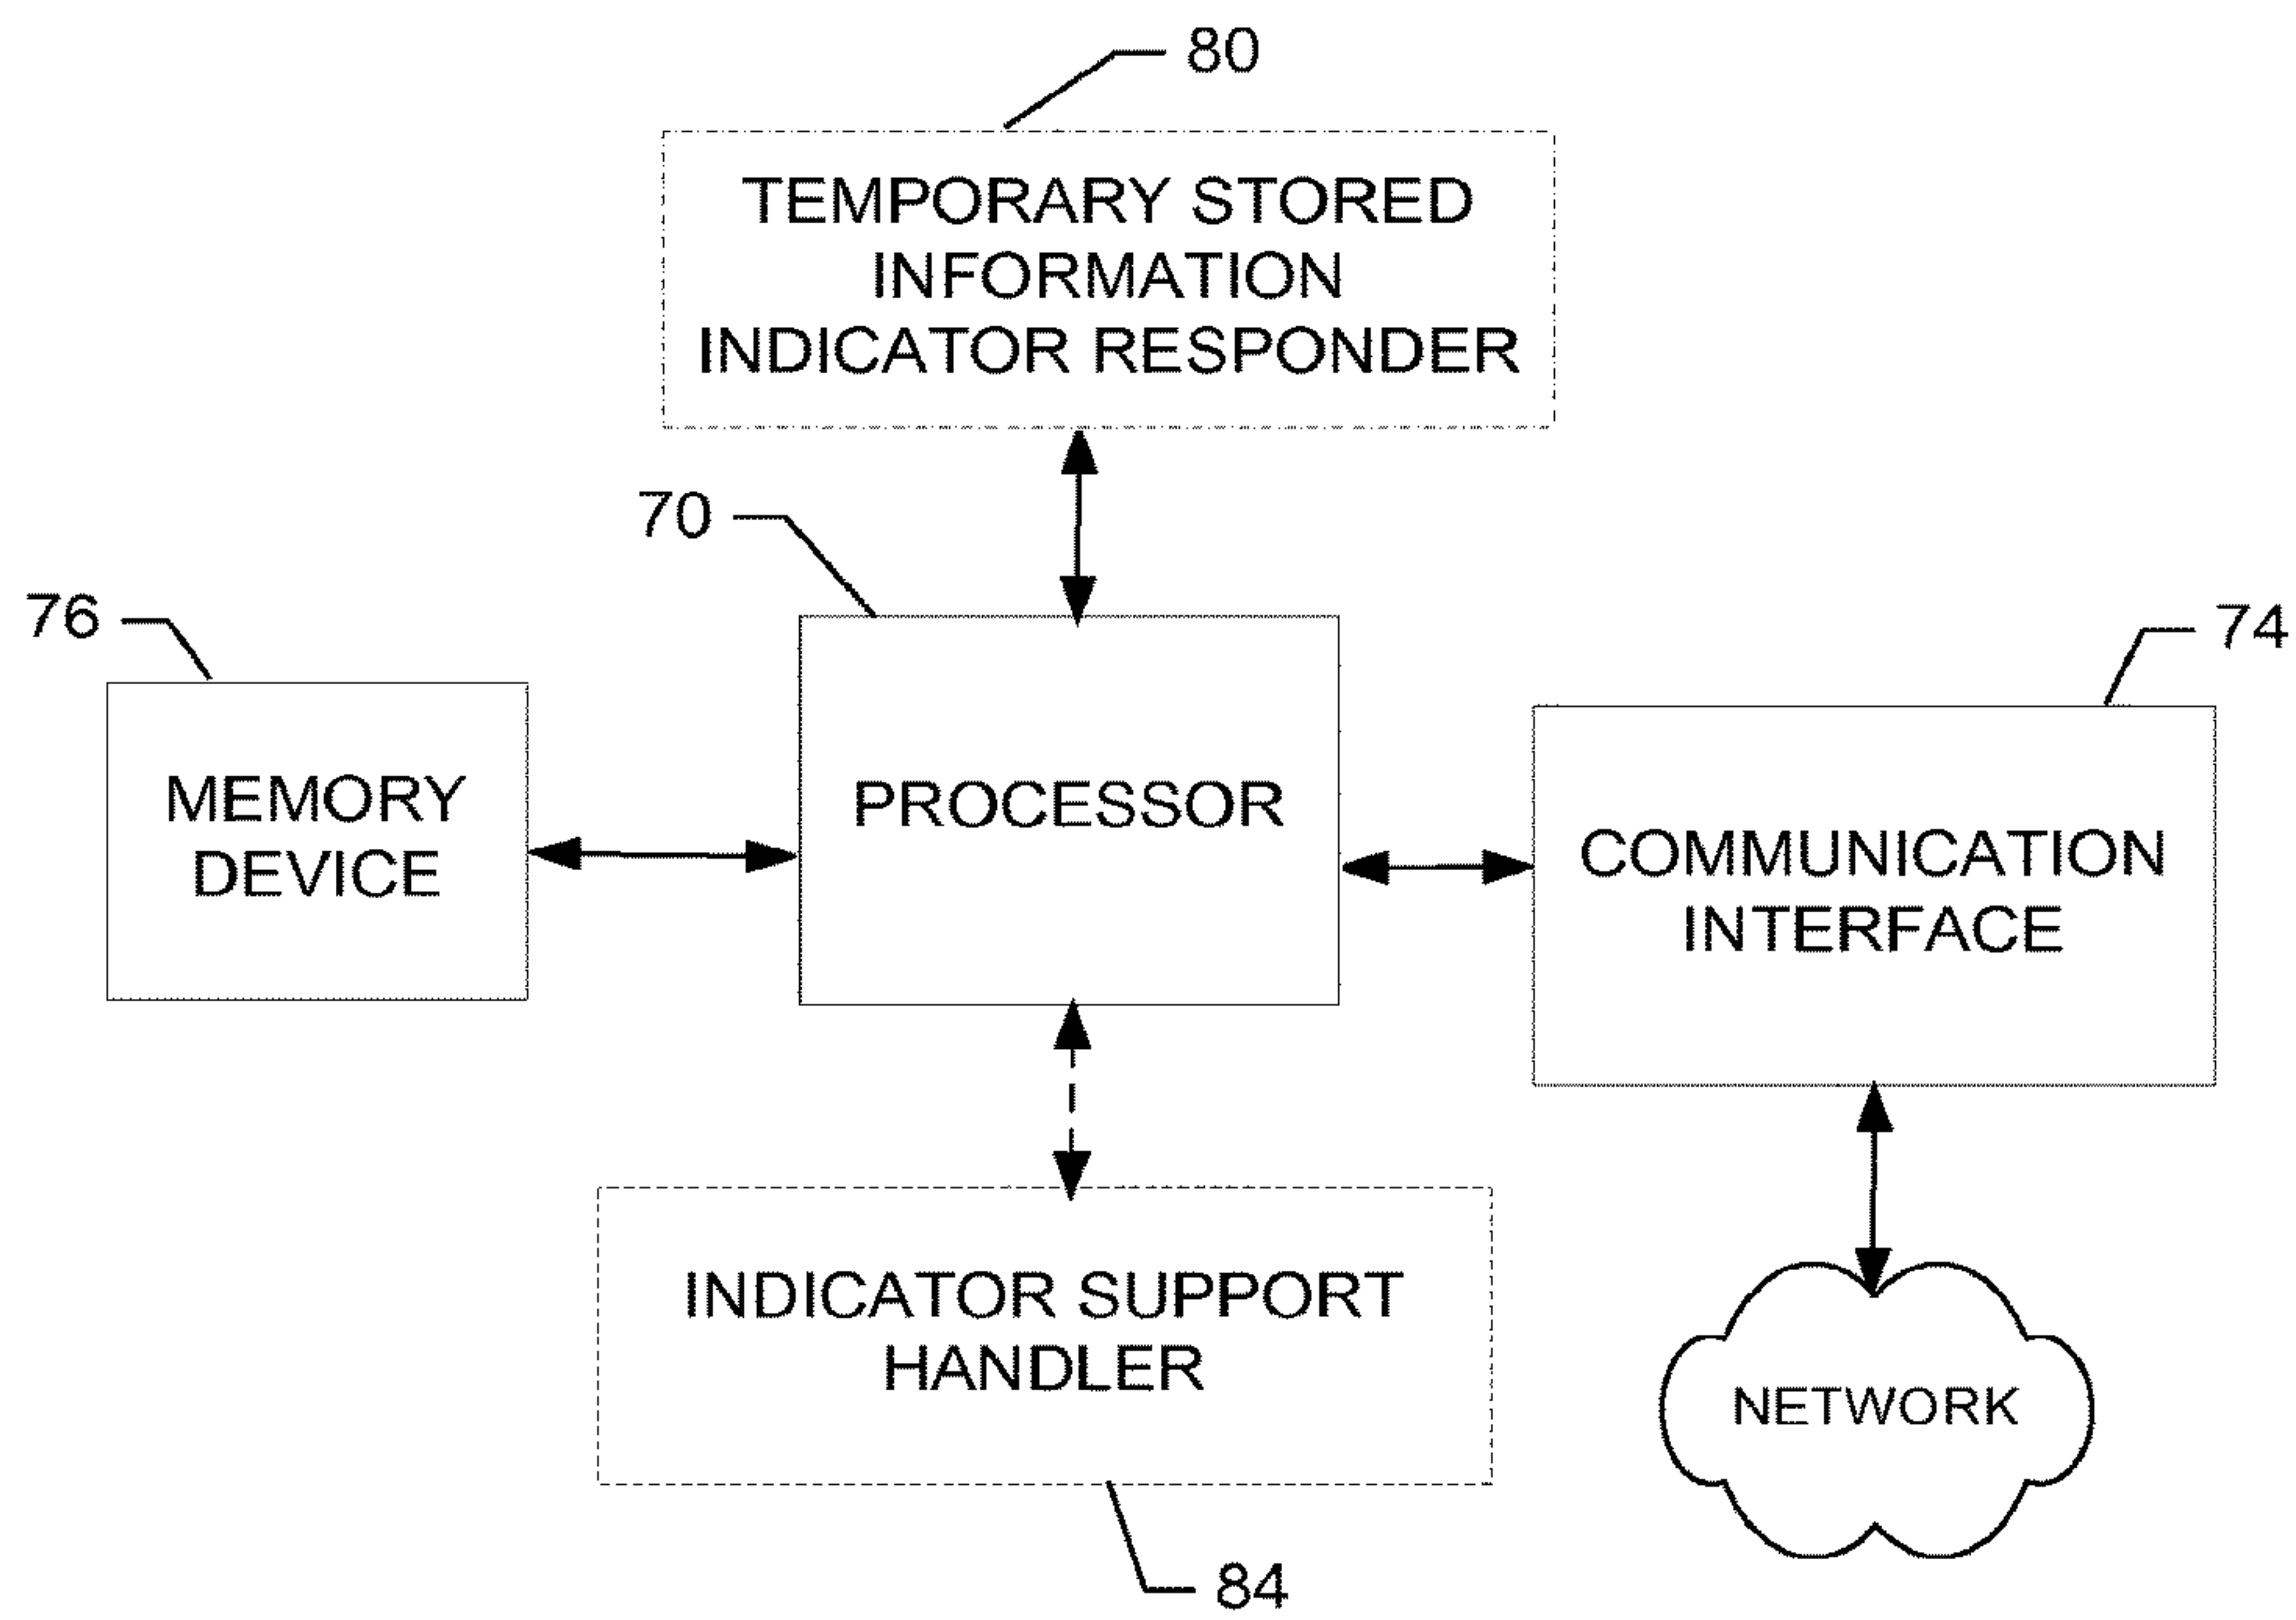 80
TEMPORARY STORED
INFORMATION
INDICATOR RESPONDER
70
76
74
MEMORY
DEVICE
PROCESSOR
COMMUNICATION
INTERFACE
INDICATOR SUPPORT
HANDLER
NETWORK
84